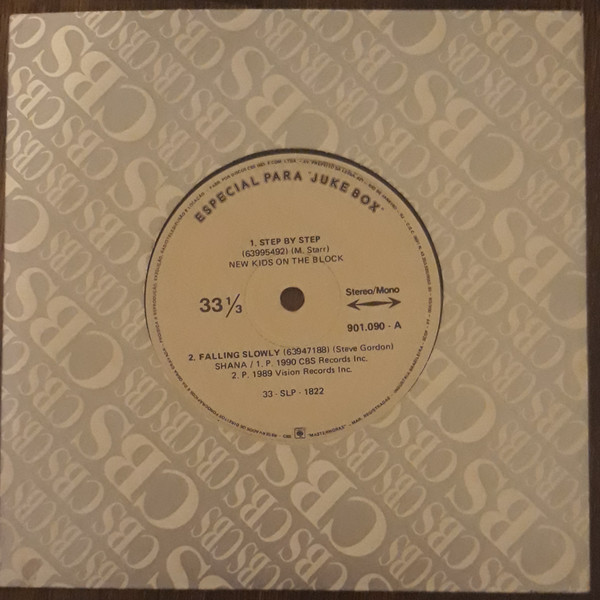 ESPECIAL PARA "JUKE BOX"
1. STEP BY STEP
(63995492) (M. Starr)
NEW KIDS ON THE BLOCK
33 1/3
Stereo/Mono
901.090 - A
2. FALLING SLOWLY (63947188) (Steve Gordon)
SHANA / 1. P. 1990 CBS Records Inc.
2. P. 1989 Vision Records Inc.
33 - SLP - 1822
CBS